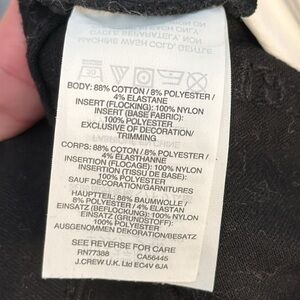 BODY: 88% COTTON / 8% POLYESTER /
4% ELASTANE
INSERT (FLOCKING): 100% NYLON
INSERT (BASE FABRIC):
100% POLYESTER
EXCLUSIVE OF DECORATION/
TRIMMING
CORPS: 88% COTON / 8% POLYESTER /
4% ELASTHANNE
INSERTION (FLOCAGE): 100% NYLON
INSERTION (TISSU DE BASE):
100% POLYESTER
SAUF DÉCORATION/GARNITURES
HAUPTTEIL: 88% BAUMWOLLE /
8% POLYESTER / 4% ELASTAN
EINSATZ (BEFLOCKUNG): 100% NYLON
EINSATZ (GRUNDSTOFF):
100% POLYESTER
AUSGENOMMEN DEKORATION/BESATZ
SEE REVERSE FOR CARE
RN77388 CA56445
J.CREW U.K. Ltd EC4V 6JA